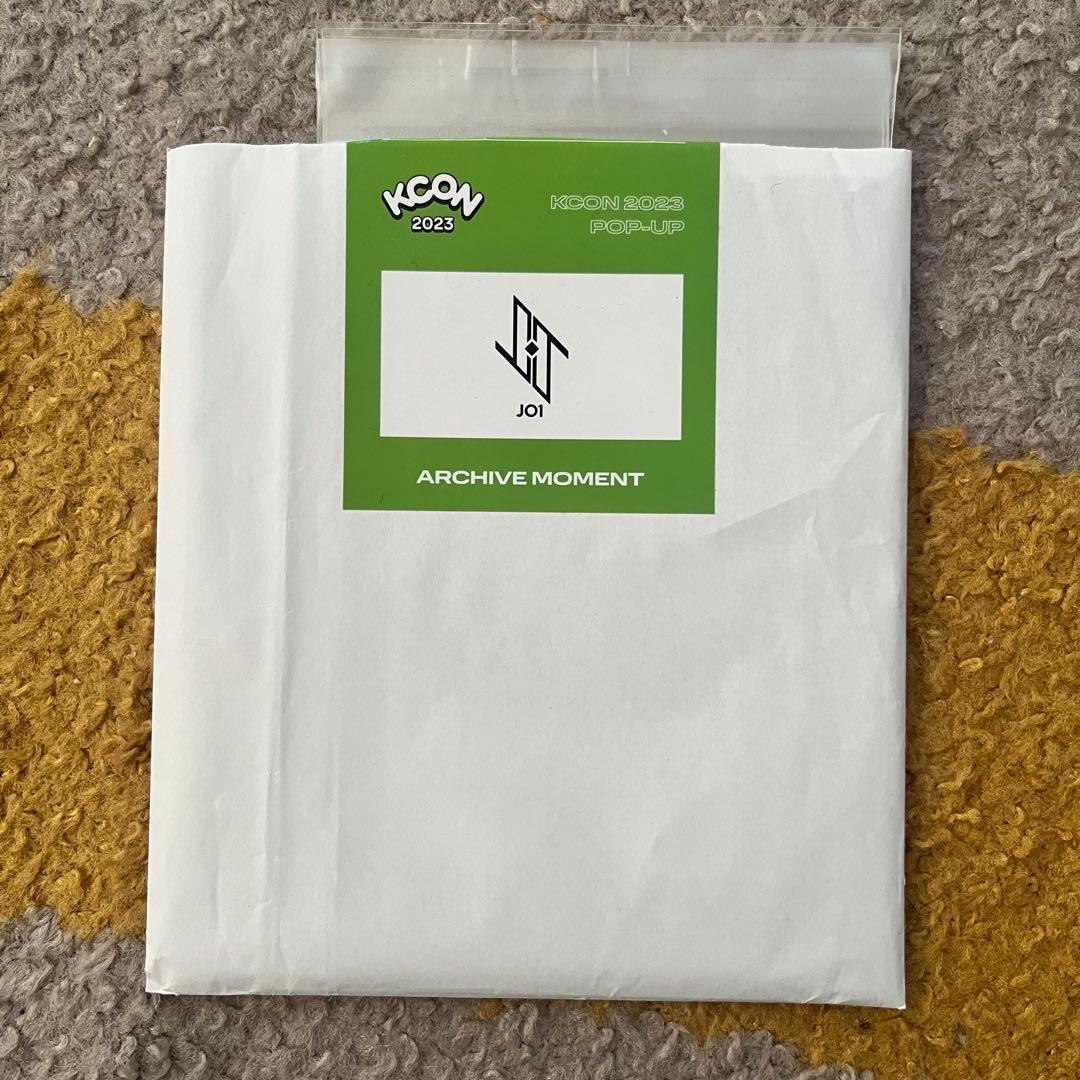 KCON
2023
KCON 2023
POP-UP
JO1
ARCHIVE MOMENT